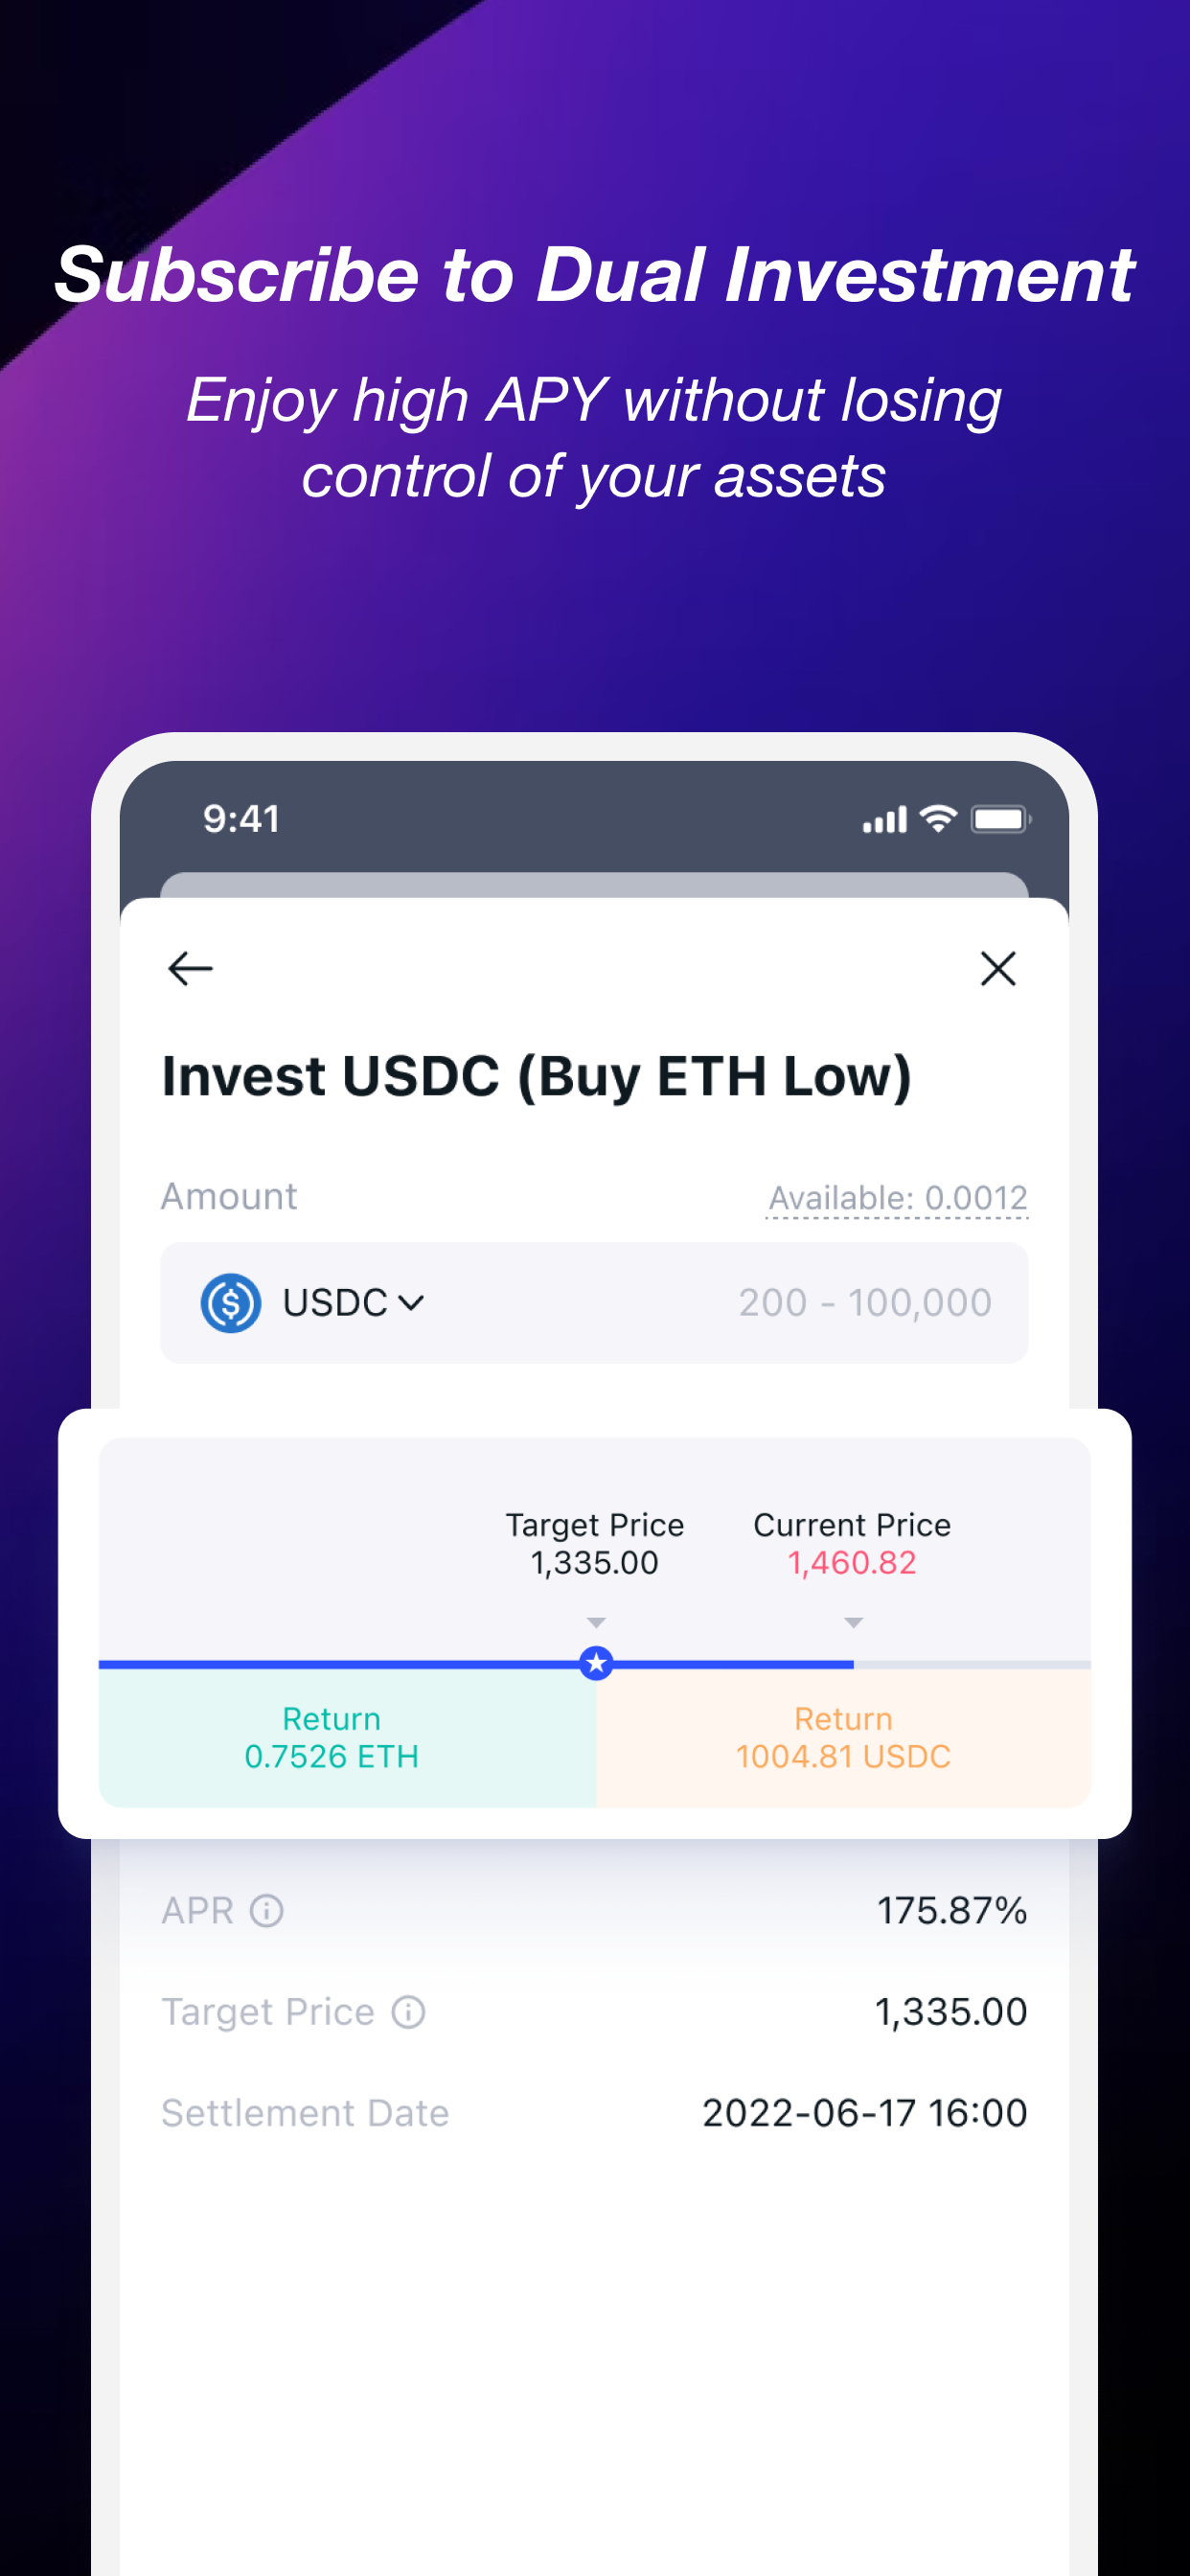 Subscribe to Dual Investment
Enjoy high APY without losing
control of your assets
9:41
Invest USDC (Buy ETH Low)
Amount
Available: 0.0012
USDC
200 - 100,000
Target Price
1,335.00
Current Price
1,460.82
Return
0.7526 ETH
Return
1004.81 USDC
APR
175.87%
Target Price
1,335.00
Settlement Date
2022-06-17 16:00